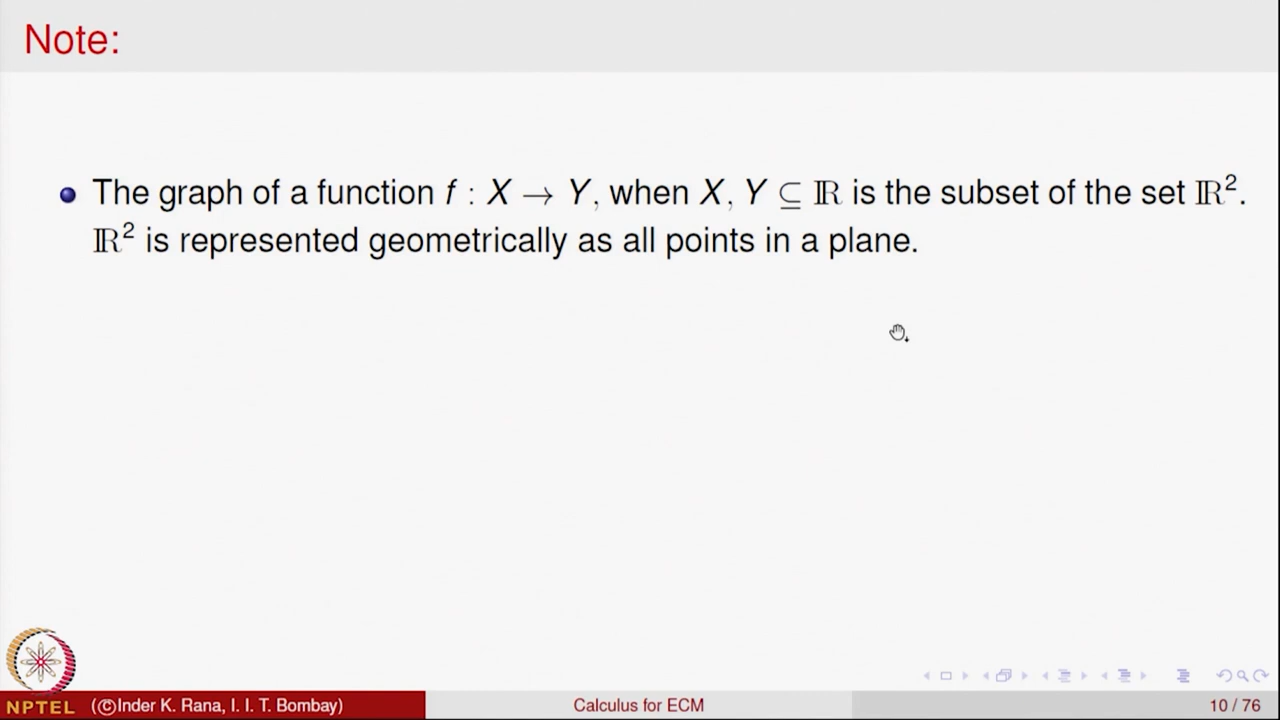 Note:
The graph of a function f : X → Y, when X, Y ⊆ ℝ is the subset of the set ℝ².
ℝ² is represented geometrically as all points in a plane.
NPTEL
(©Inder K. Rana, I. I. T. Bombay)
Calculus for ECM
10 / 76